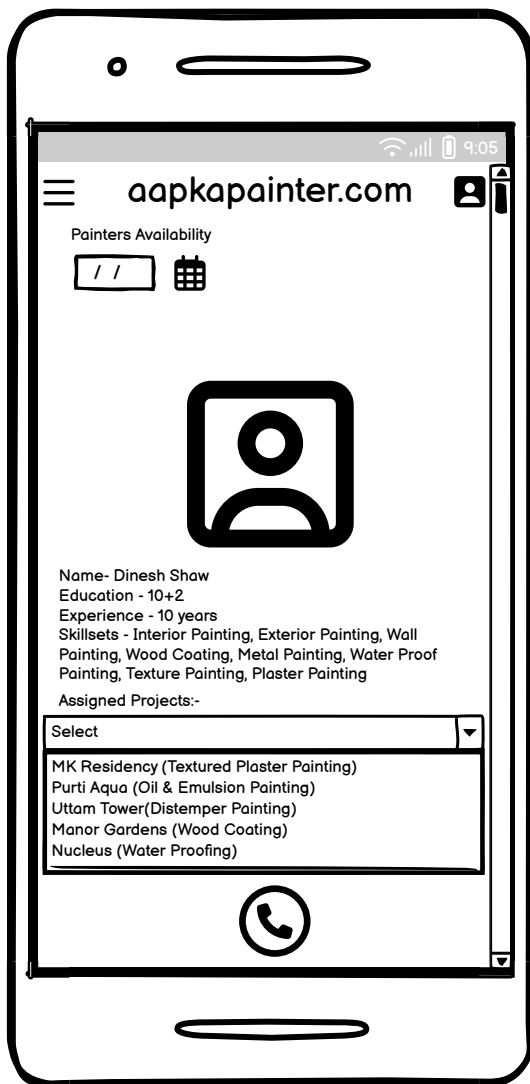 9:05
aapkapainter.com
Painters Availability
/ /
Name- Dinesh Shaw
Education - 10+2
Experience - 10 years
Skillsets - Interior Painting, Exterior Painting, Wall
Painting, Wood Coating, Metal Painting, Water Proof
Painting, Texture Painting, Plaster Painting
Assigned Projects:-
Select
MK Residency (Textured Plaster Painting)
Purti Aqua (Oil & Emulsion Painting)
Uttam Tower(Distemper Painting)
Manor Gardens (Wood Coating)
Nucleus (Water Proofing)